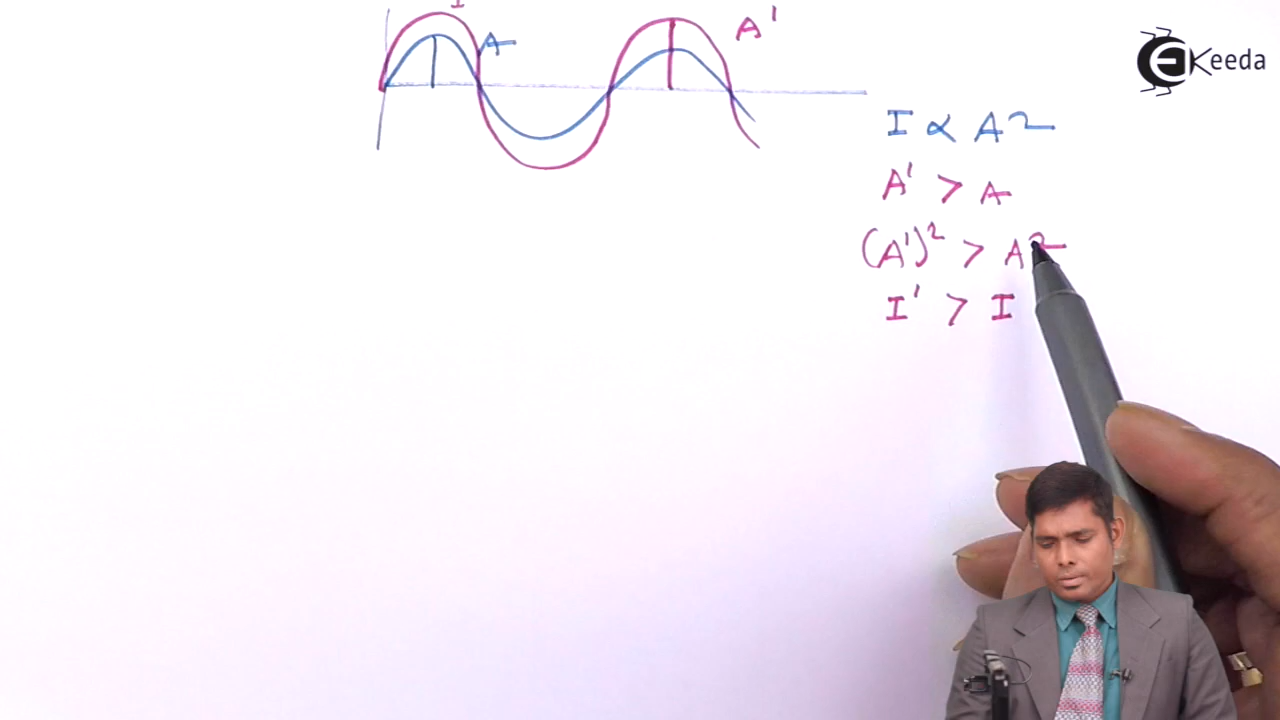 I
A
A'
Keeda
I ∝ A2
A' > A
(A')² > A2
I' > I